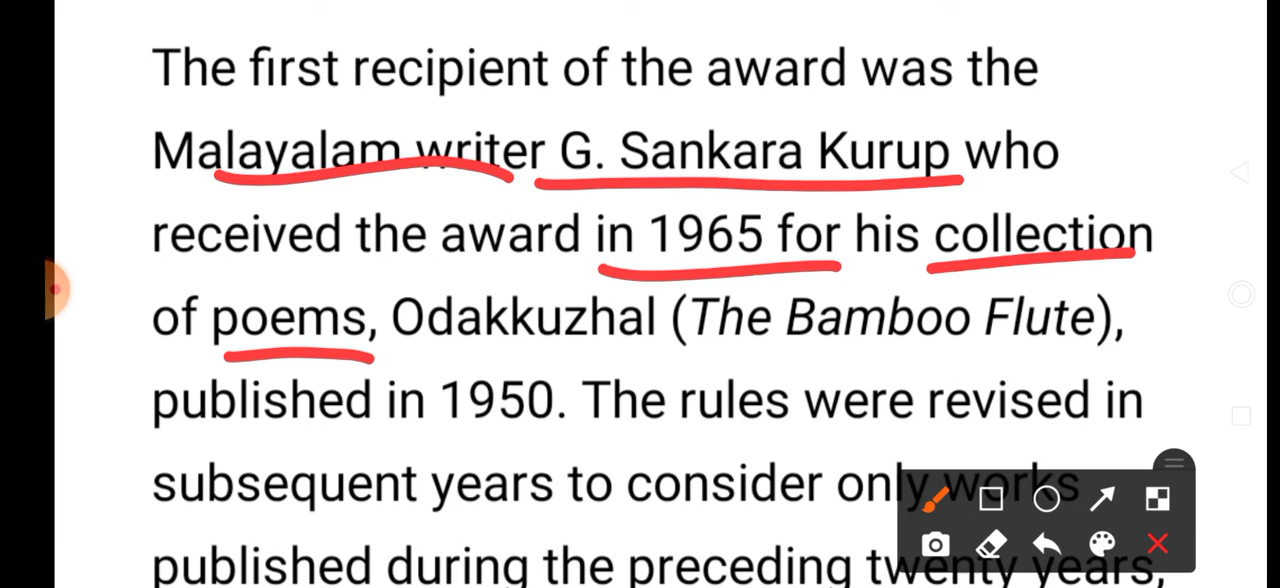 The first recipient of the award was the
Malayalam writer G. Sankara Kurup who
received the award in 1965 for his collection
of poems, Odakkuzhal (The Bamboo Flute),
published in 1950. The rules were revised in
subsequent years to consider only works
published during the preceding twenty years,